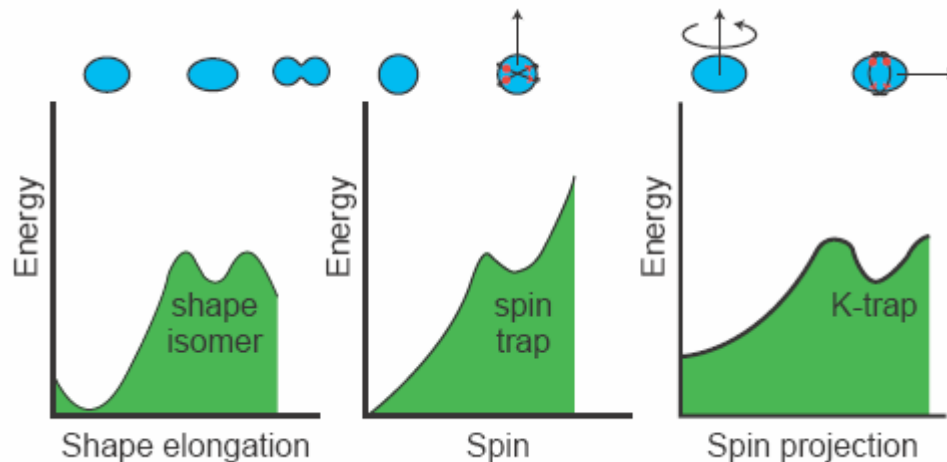 Energy
shape
isomer
Shape elongation
Energy
spin
trap
Spin
Energy
K-trap
Spin projection